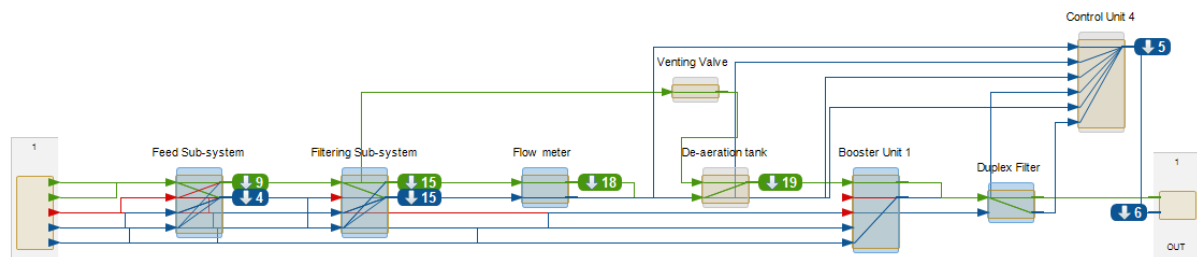 Control Unit 4
5
Venting Valve
1
Feed Sub-system
Filtering Sub-system
Flow meter
De-aeration tank
Booster Unit 1
Duplex Filter
1
9
15
18
19
4
15
6
OUT